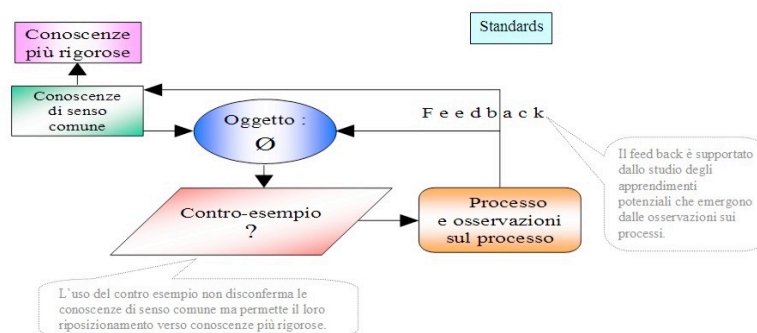 Conoscenze
più rigorose
Standards
Conoscenze
di senso
comune
Oggetto :
Ø
Feedback
Il feed back è supportato
dallo studio degli
apprendimenti
potenziali che emergono
dalle osservazioni sui
processi.
Contro-esempio
?
Processo
e osservazioni
sul processo
L'uso del contro esempio non disconferma le
conoscenze di senso comune ma permette il loro
riposizionamento verso conoscenze più rigorose.